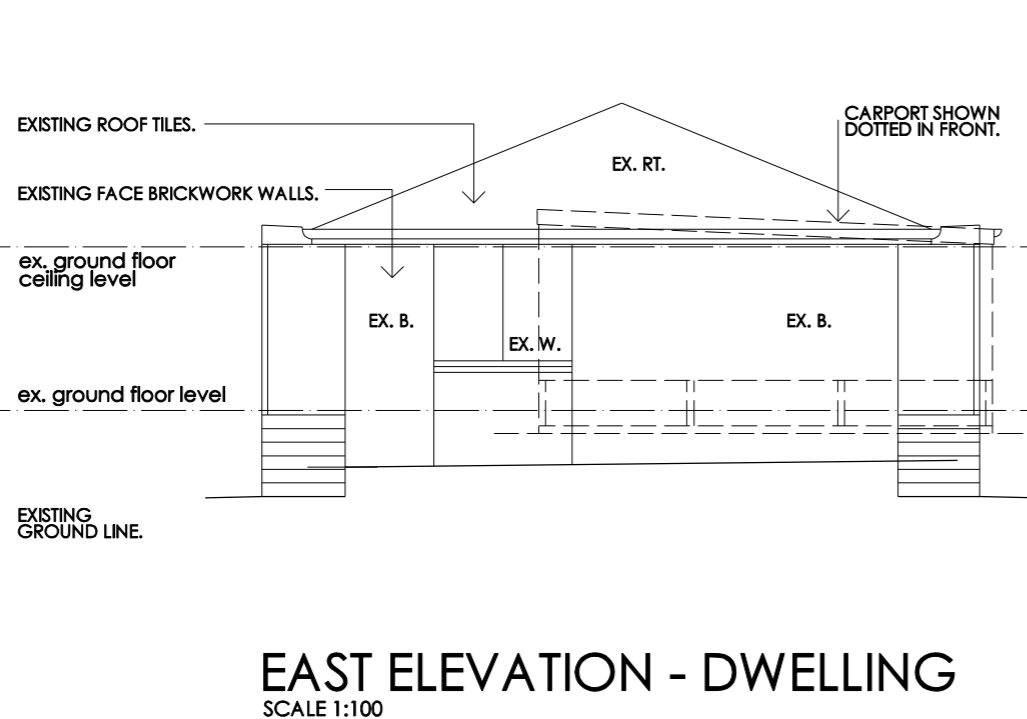 EXISTING ROOF TILES.
CARPORT SHOWN
DOTTED IN FRONT.
EX. RT.
EXISTING FACE BRICKWORK WALLS.
ex. ground floor
ceiling level
EX. B.
EX. W.
EX. B.
ex. ground floor level
EXISTING
GROUND LINE.
EAST ELEVATION - DWELLING
SCALE 1:100